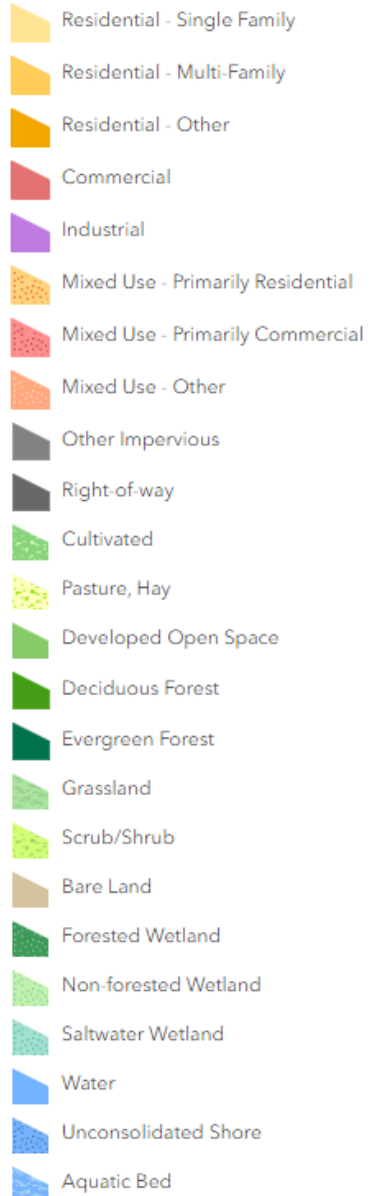 Residential - Single Family
Residential - Multi-Family
Residential - Other
Commercial
Industrial
Mixed Use - Primarily Residential
Mixed Use - Primarily Commercial
Mixed Use - Other
Other Impervious
Right-of-way
Cultivated
Pasture, Hay
Developed Open Space
Deciduous Forest
Evergreen Forest
Grassland
Scrub/Shrub
Bare Land
Forested Wetland
Non-forested Wetland
Saltwater Wetland
Water
Unconsolidated Shore
Aquatic Bed